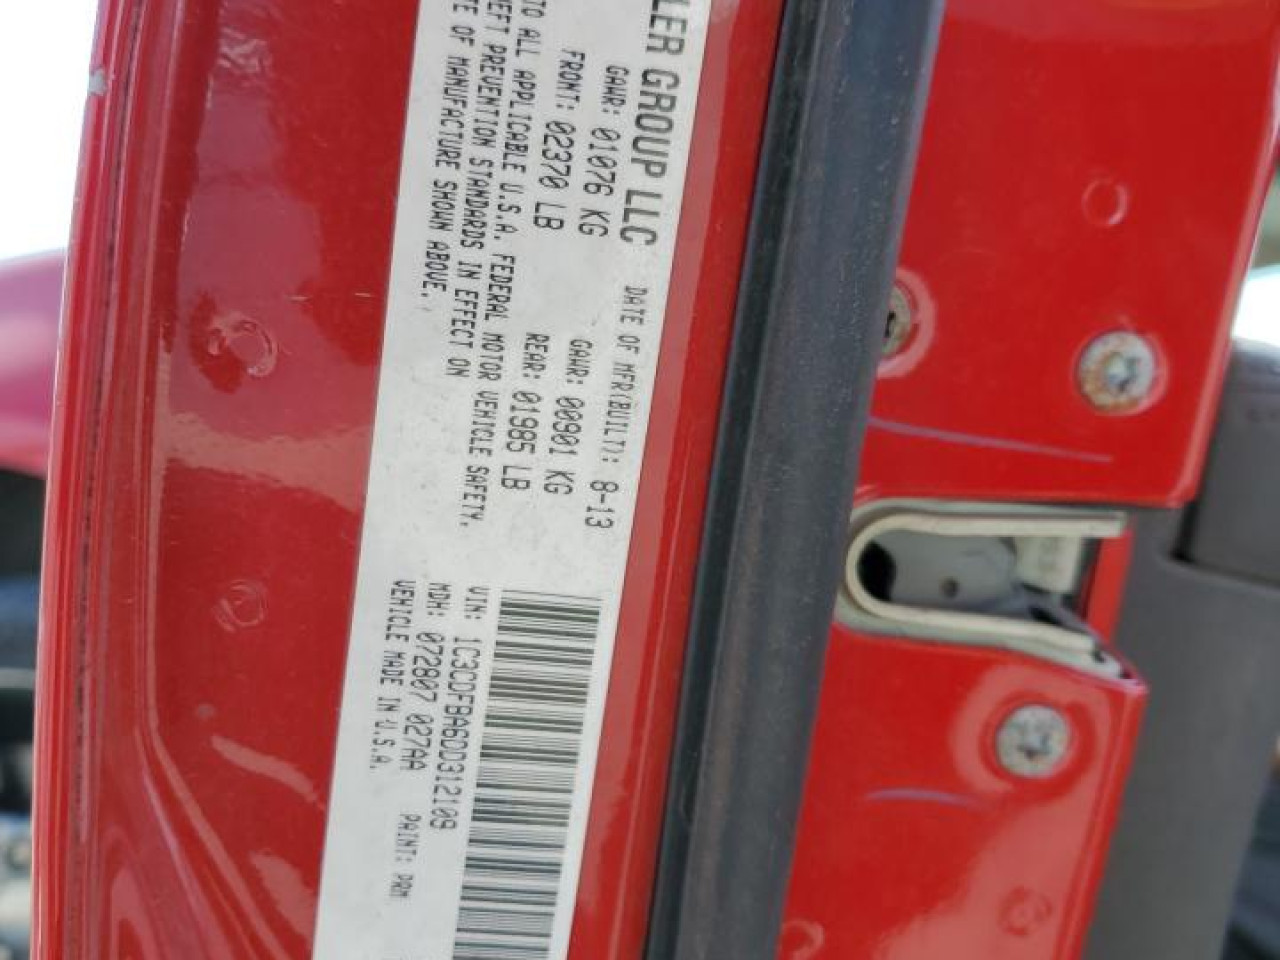 LER GROUP LLC DATE OF MFR(BUILT): 8-13
GAWR: 01076 KG GAWR: 00901 KG
FRONT: 02370 LB REAR: 01985 LB
TO ALL APPLICABLE U.S.A. FEDERAL MOTOR VEHICLE SAFETY,
EFT PREVENTION STANDARDS IN EFFECT ON
TE OF MANUFACTURE SHOWN ABOVE.
VIN: 1C3CDFBA6DD312109
MDH: 072807 027AA PAINT: PRM
VEHICLE MADE IN U.S.A.